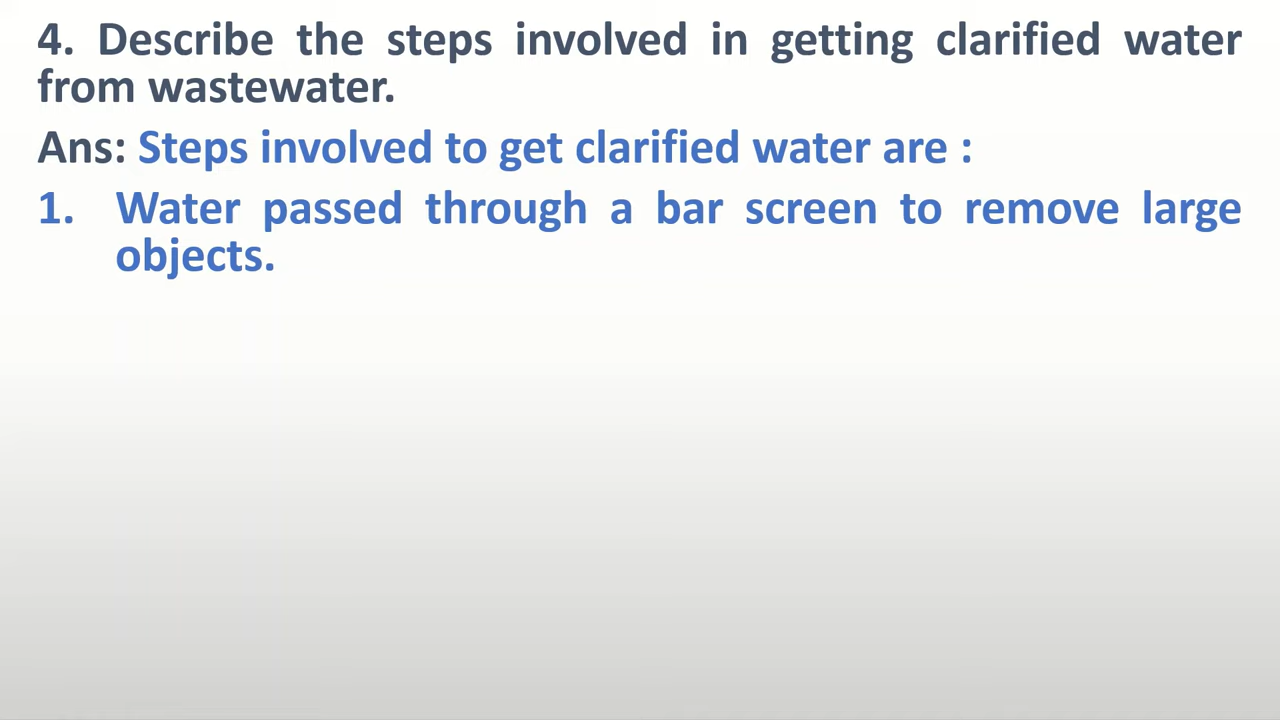 4. Describe the steps involved in getting clarified water
from wastewater.
Ans: Steps involved to get clarified water are :
1. Water passed through a bar screen to remove large
objects.